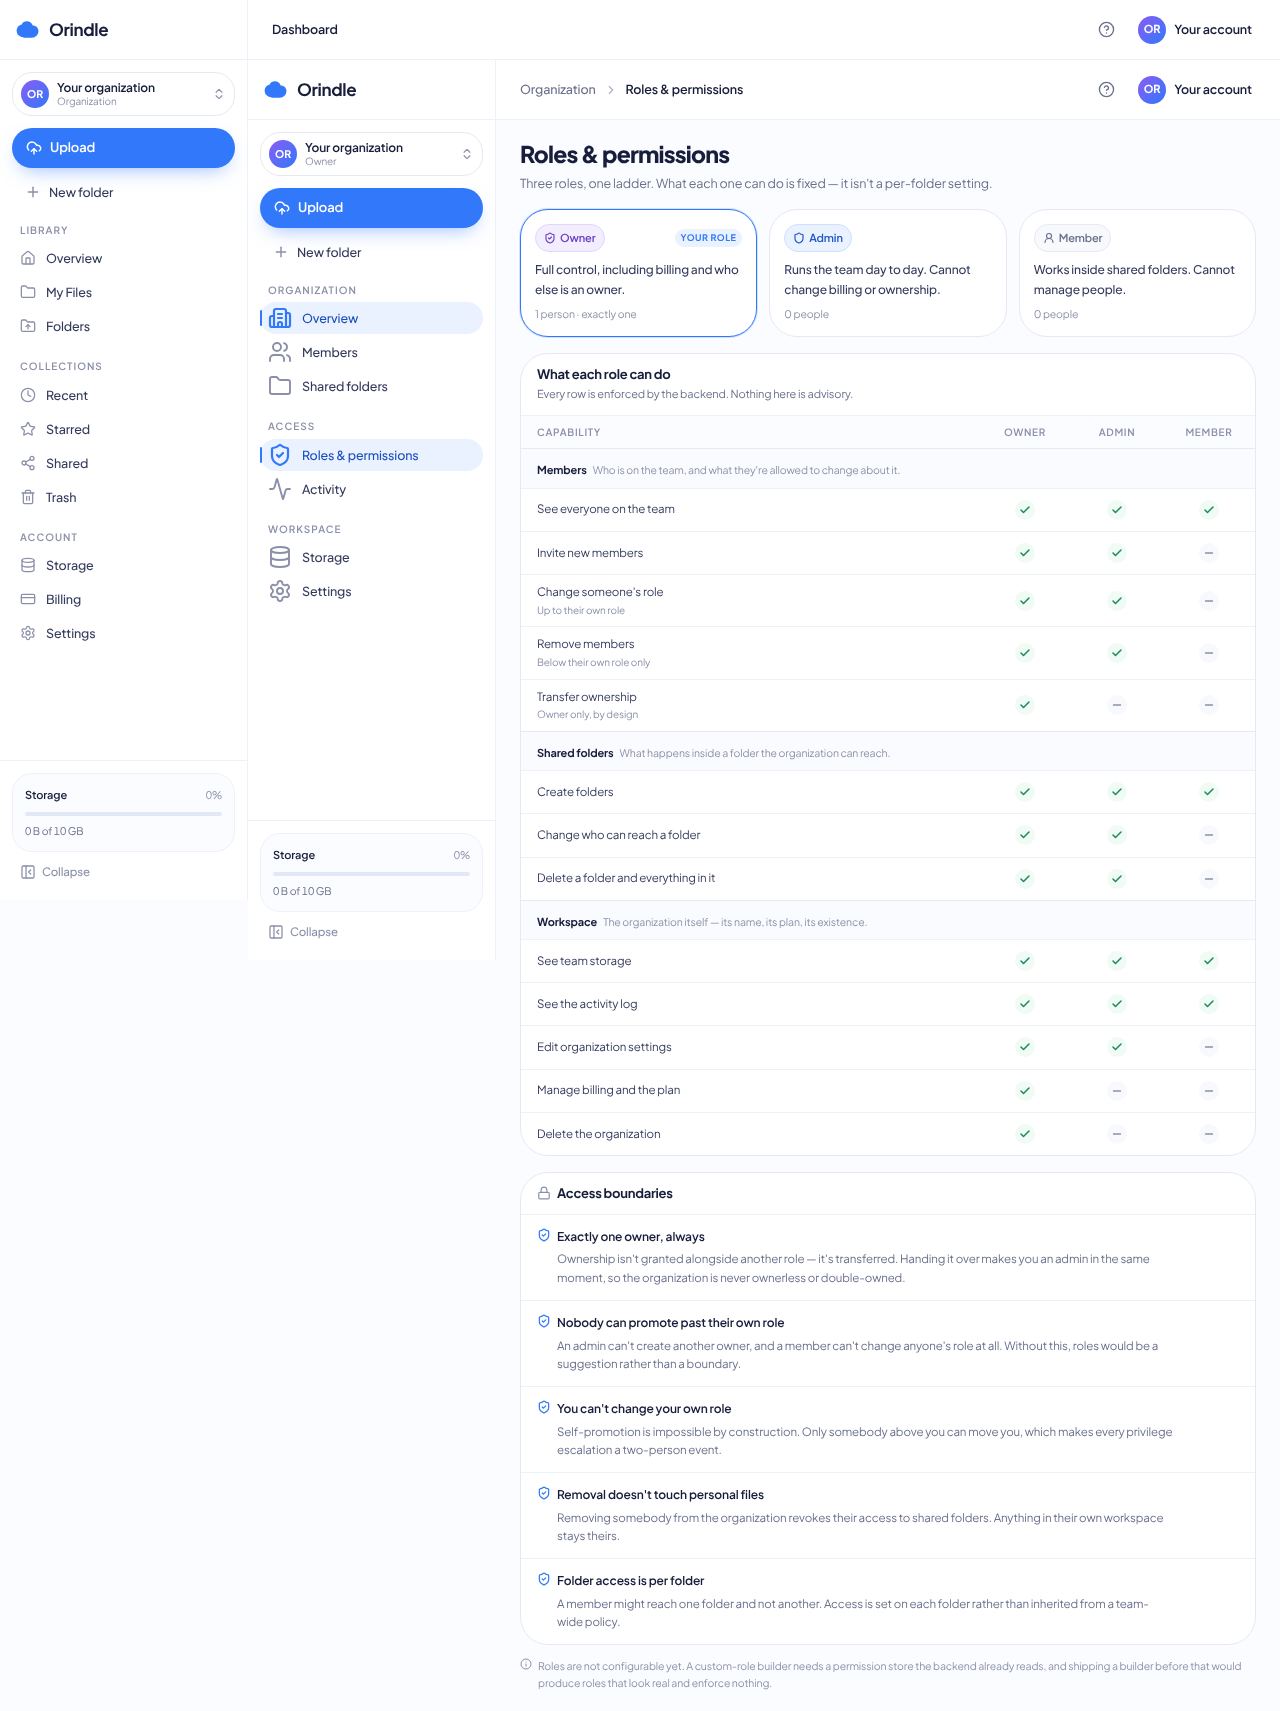 Orindle
Your organization
Organization
Upload
New folder
LIBRARY
Overview
My Files
Folders
COLLECTIONS
Recent
Starred
Shared
Trash
ACCOUNT
Storage
Billing
Settings
Storage 0%
0 B of 10 GB
Collapse
Dashboard
OR Your account
Orindle
OR
Your organization
Owner
Upload
New folder
ORGANIZATION
Overview
Members
Shared folders
ACCESS
Roles & permissions
Activity
WORKSPACE
Storage
Settings
Storage 0%
0 B of 10 GB
Collapse
Organization > Roles & permissions
OR Your account
Roles & permissions
Three roles, one ladder. What each one can do is fixed — it isn't a per-folder setting.
Owner YOUR ROLE
Full control, including billing and who
else is an owner.
1 person · exactly one
Admin
Runs the team day to day. Cannot
change billing or ownership.
0 people
Member
Works inside shared folders. Cannot
manage people.
0 people
What each role can do
Every row is enforced by the backend. Nothing here is advisory.
CAPABILITY OWNER ADMIN MEMBER
Members Who is on the team, and what they're allowed to change about it.
See everyone on the team
Invite new members
Change someone's role
Up to their own role
Remove members
Below their own role only
Transfer ownership
Owner only, by design
Shared folders What happens inside a folder the organization can reach.
Create folders
Change who can reach a folder
Delete a folder and everything in it
Workspace The organization itself — its name, its plan, its existence.
See team storage
See the activity log
Edit organization settings
Manage billing and the plan
Delete the organization
Access boundaries
Exactly one owner, always
Ownership isn't granted alongside another role — it's transferred. Handing it over makes you an admin in the same
moment, so the organization is never ownerless or double-owned.
Nobody can promote past their own role
An admin can't create another owner, and a member can't change anyone's role at all. Without this, roles would be a
suggestion rather than a boundary.
You can't change your own role
Self-promotion is impossible by construction. Only somebody above you can move you, which makes every privilege
escalation a two-person event.
Removal doesn't touch personal files
Removing somebody from the organization revokes their access to shared folders. Anything in their own workspace
stays theirs.
Folder access is per folder
A member might reach one folder and not another. Access is set on each folder rather than inherited from a team-
wide policy.
Roles are not configurable yet. A custom-role builder needs a permission store the backend already reads, and shipping a builder before that would
produce roles that look real and enforce nothing.